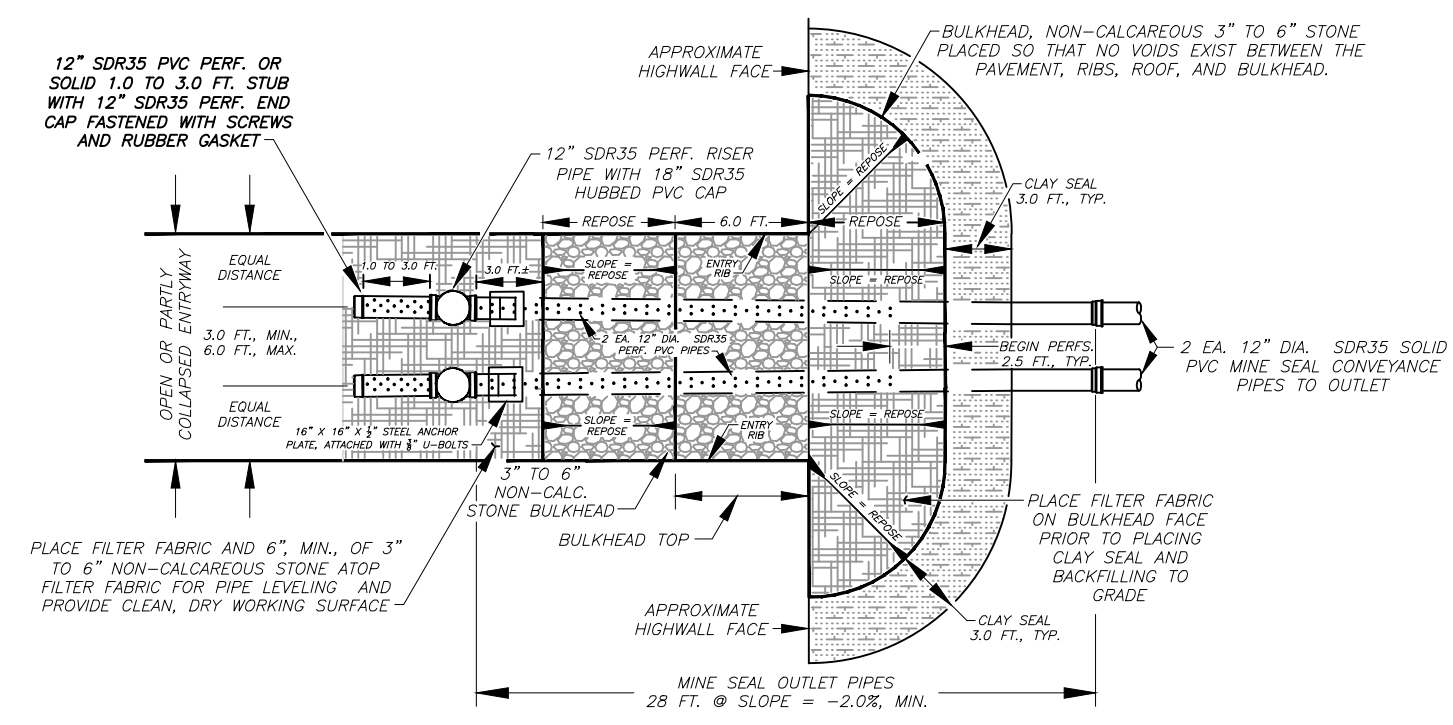 12" SDR35 PVC PERF. OR
SOLID 1.0 TO 3.0 FT. STUB
WITH 12" SDR35 PERF. END
CAP FASTENED WITH SCREWS
AND RUBBER GASKET
12" SDR35 PERF. RISER
PIPE WITH 18" SDR35
HUBBED PVC CAP
APPROXIMATE
HIGHWALL FACE
BULKHEAD, NON-CALCAREOUS 3" TO 6" STONE
PLACED SO THAT NO VOIDS EXIST BETWEEN THE
PAVEMENT, RIBS, ROOF, AND BULKHEAD.
SLOPE = REPOSE
CLAY SEAL
3.0 FT., TYP.
REPOSE
6.0 FT.
REPOSE
OPEN OR PARTLY
COLLAPSED ENTRYWAY
EQUAL
DISTANCE
1.0 TO 3.0 FT.
3.0 FT.±
SLOPE =
REPOSE
ENTRY
RIB
SLOPE = REPOSE
3.0 FT., MIN.,
6.0 FT., MAX.
2 EA. 12" DIA. SDR35
PERF. PVC PIPES
BEGIN PERFS.
2.5 FT., TYP.
2 EA. 12" DIA. SDR35 SOLID
PVC MINE SEAL CONVEYANCE
PIPES TO OUTLET
EQUAL
DISTANCE
16" X 16" X 1/2" STEEL ANCHOR
PLATE, ATTACHED WITH 3/8" U-BOLTS
SLOPE =
REPOSE
ENTRY
RIB
SLOPE = REPOSE
3" TO 6"
NON-CALC.
STONE BULKHEAD
BULKHEAD TOP
SLOPE = REPOSE
PLACE FILTER FABRIC
ON BULKHEAD FACE
PRIOR TO PLACING
CLAY SEAL AND
BACKFILLING TO
GRADE
PLACE FILTER FABRIC AND 6", MIN., OF 3"
TO 6" NON-CALCAREOUS STONE ATOP
FILTER FABRIC FOR PIPE LEVELING AND
PROVIDE CLEAN, DRY WORKING SURFACE
APPROXIMATE
HIGHWALL FACE
CLAY SEAL
3.0 FT., TYP.
MINE SEAL OUTLET PIPES
28 FT. @ SLOPE = -2.0%, MIN.